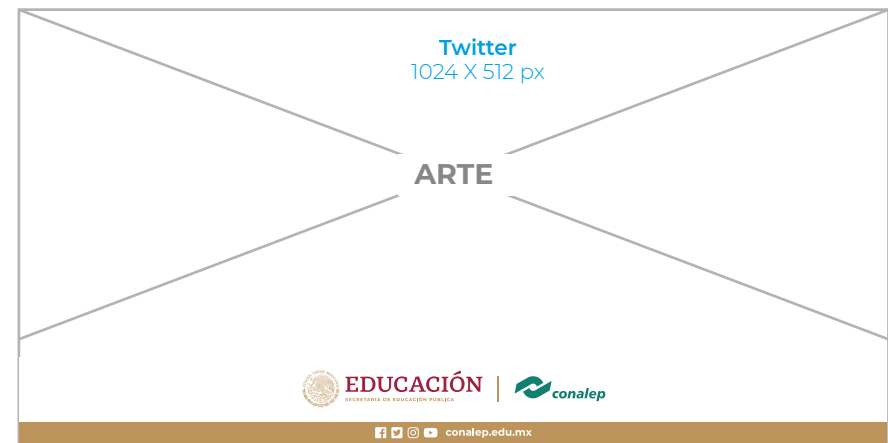 Twitter
1024 X 512 px
ARTE
EDUCACIÓN
SECRETARÍA DE EDUCACIÓN PÚBLICA
conalep
conalep.edu.mx